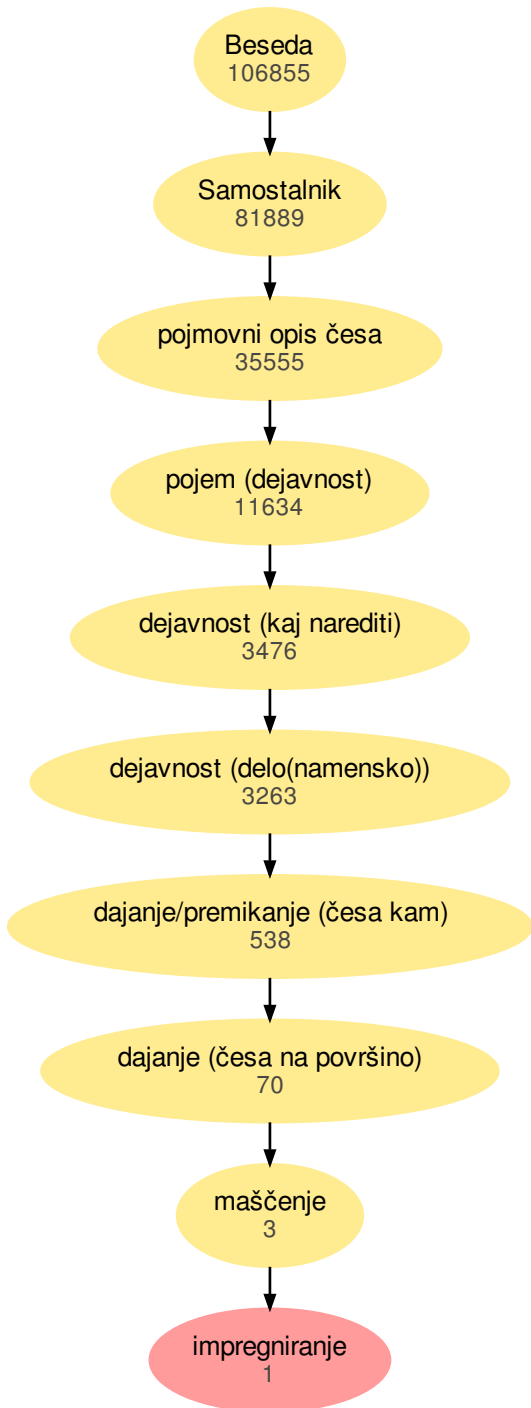 Beseda
106855
Samostalnik
81889
pojmovni opis česa
35555
pojem (dejavnost)
11634
dejavnost (kaj narediti)
3476
dejavnost (delo(namensko))
3263
dajanje/premikanje (česa kam)
538
dajanje (česa na površino)
70
maščenje
3
impregniranje
1